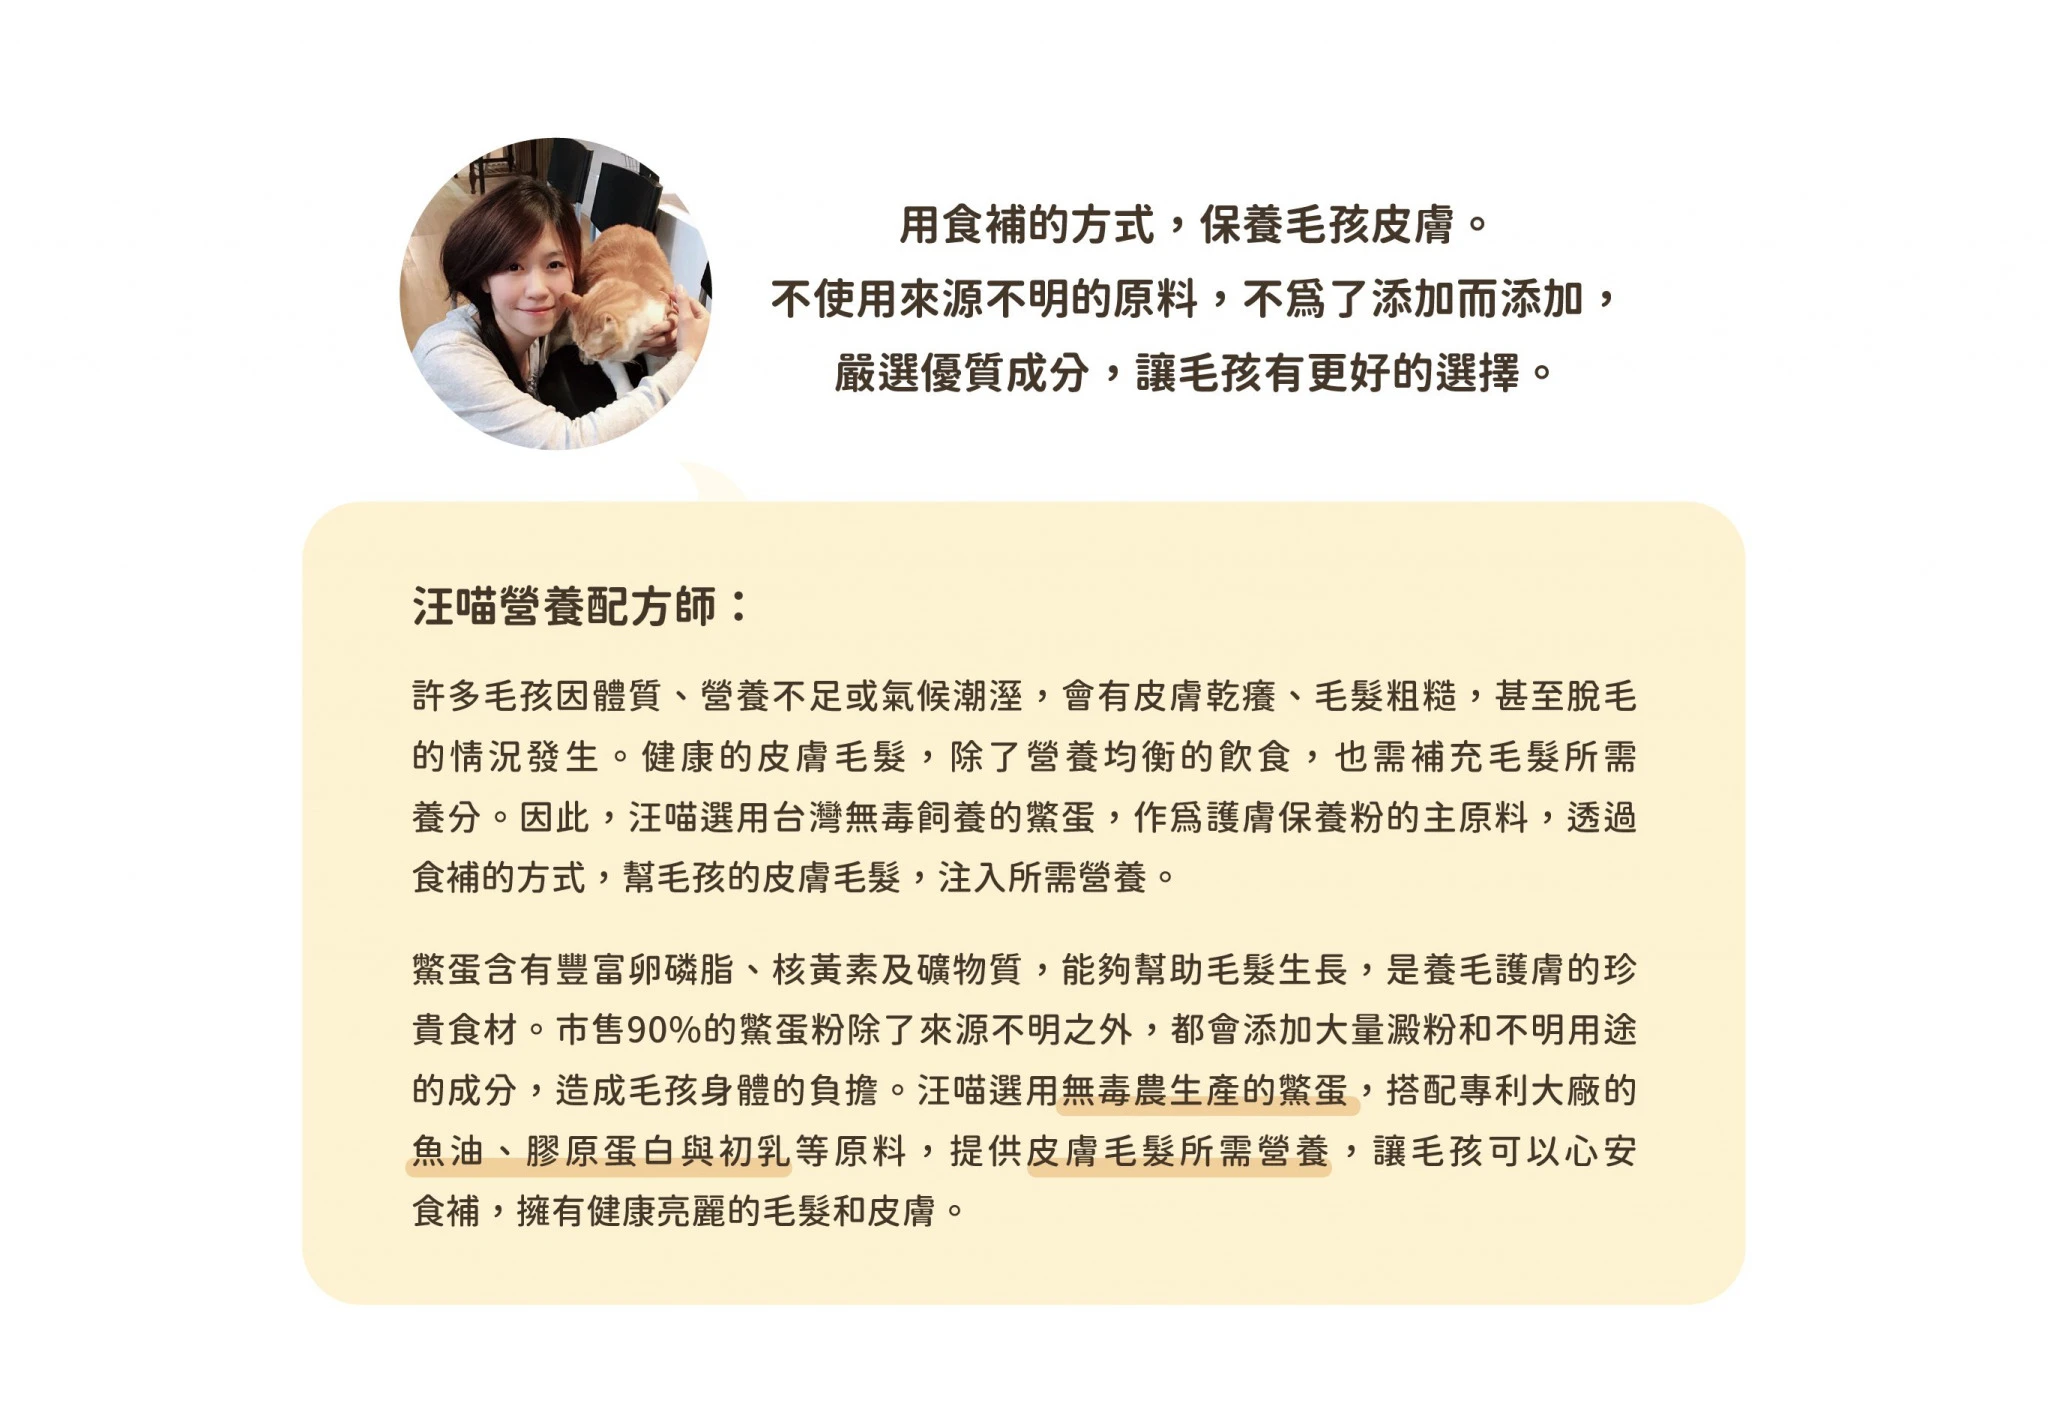 用食補的方式，保養毛孩皮膚。
不使用來源不明的原料，不爲了添加而添加，
嚴選優質成分，讓毛孩有更好的選擇。
汪喵營養配方師：
許多毛孩因體質、營養不足或氣候潮溼，會有皮膚乾癢、毛髮粗糙，甚至脫毛
的情況發生。健康的皮膚毛髮，除了營養均衡的飲食，也需補充毛髮所需
養分。因此，汪喵選用台灣無毒飼養的鱉蛋，作爲護膚保養粉的主原料，透過
食補的方式，幫毛孩的皮膚毛髮，注入所需營養。
鱉蛋含有豐富卵磷脂、核黃素及礦物質，能夠幫助毛髮生長，是養毛護膚的珍
貴食材。市售90%的鱉蛋粉除了來源不明之外，都會添加大量澱粉和不明用途
的成分，造成毛孩身體的負擔。汪喵選用無毒農生產的鱉蛋，搭配專利大廠的
魚油、膠原蛋白與初乳等原料，提供皮膚毛髮所需營養，讓毛孩可以心安
食補，擁有健康亮麗的毛髮和皮膚。